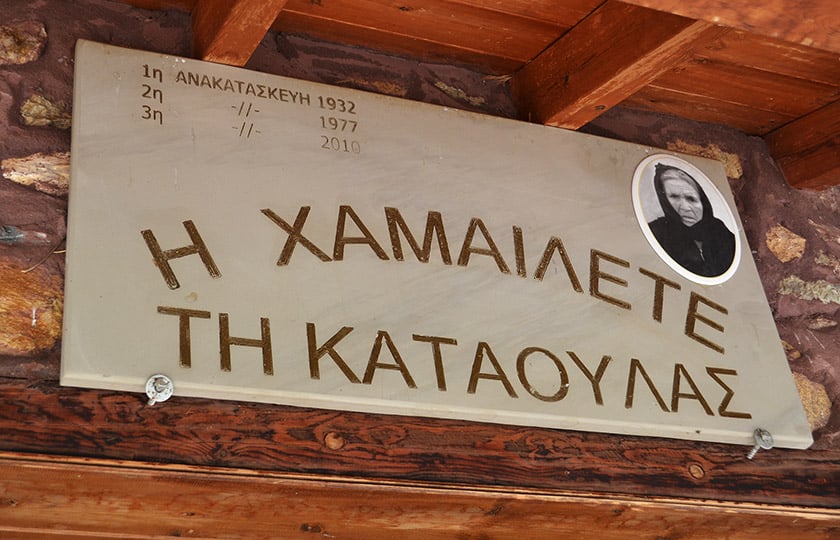 1η ΑΝΑΚΑΤΑΣΚΕΥΗ 1932
2η -//- 1977
3η -//- 2010
Η ΧΑΜΑΙΛΕΤΕ
ΤΗ ΚΑΤΑΟΥΛΑΣ